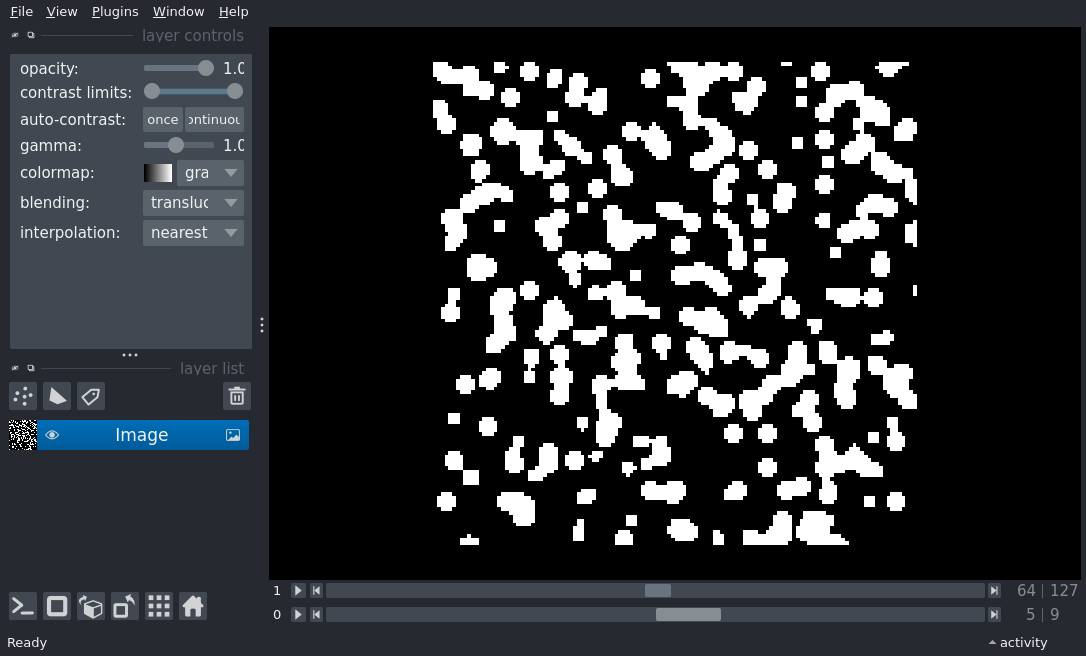 File View Plugins Window Help
layer controls
opacity: 1.0
contrast limits:
auto-contrast: once ontinuou
gamma: 1.0
colormap: gra
blending: transluc
interpolation: nearest
layer list
Image
1 64 | 127
0 5 | 9
Ready activity